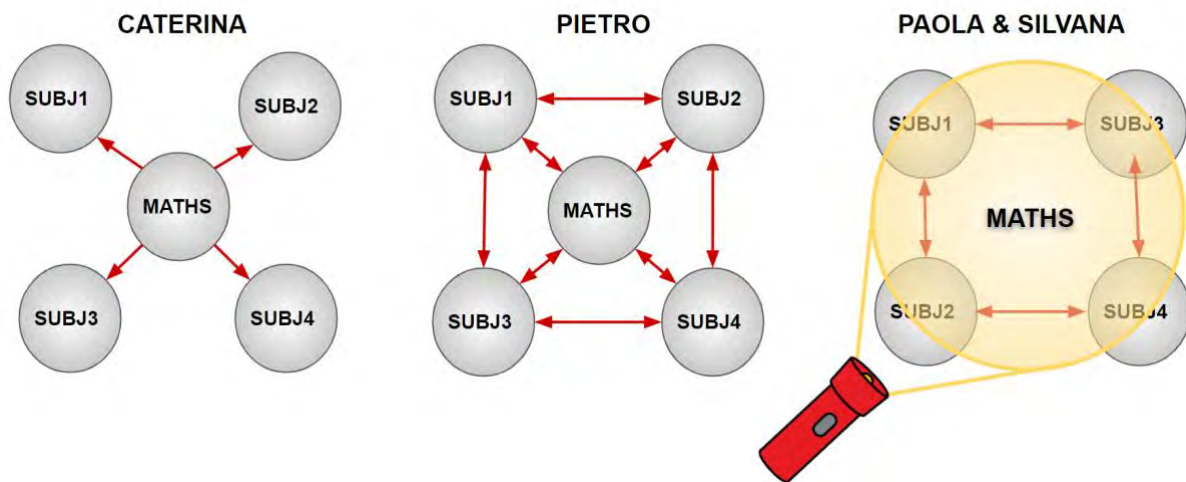 CATERINA
SUBJ1
SUBJ2
MATHS
SUBJ3
SUBJ4
PIETRO
SUBJ1
SUBJ2
MATHS
SUBJ3
SUBJ4
PAOLA & SILVANA
SUBJ1
SUBJ3
MATHS
SUBJ2
SUBJ4